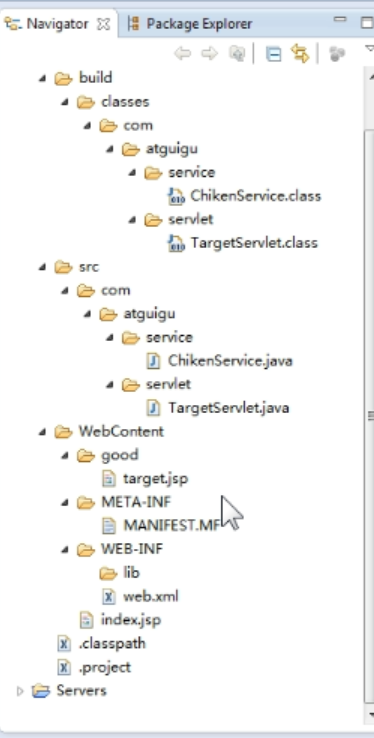 Navigator Package Explorer
build
classes
com
atguigu
service
ChikenService.class
servlet
TargetServlet.class
src
com
atguigu
service
ChikenService.java
servlet
TargetServlet.java
WebContent
good
target.jsp
META-INF
MANIFEST.MF
WEB-INF
lib
web.xml
index.jsp
.classpath
.project
Servers